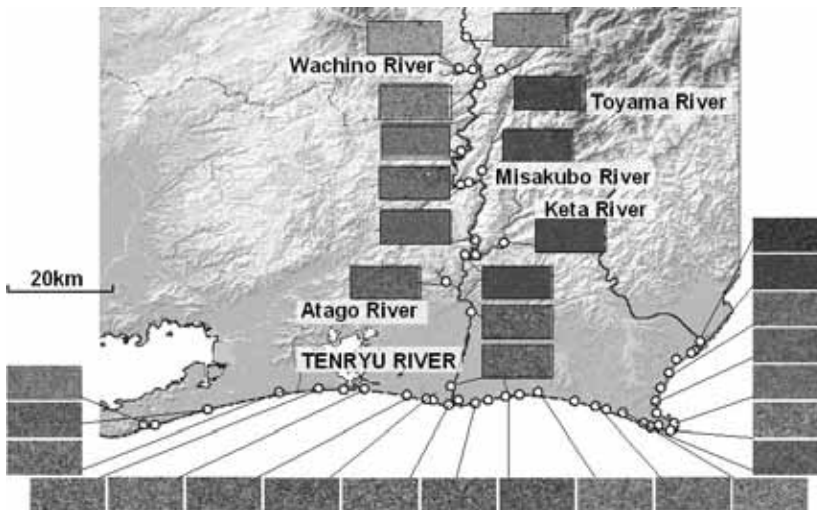 Wachino River
Toyama River
Misakubo River
Keta River
20km
Atago River
TENRYU RIVER